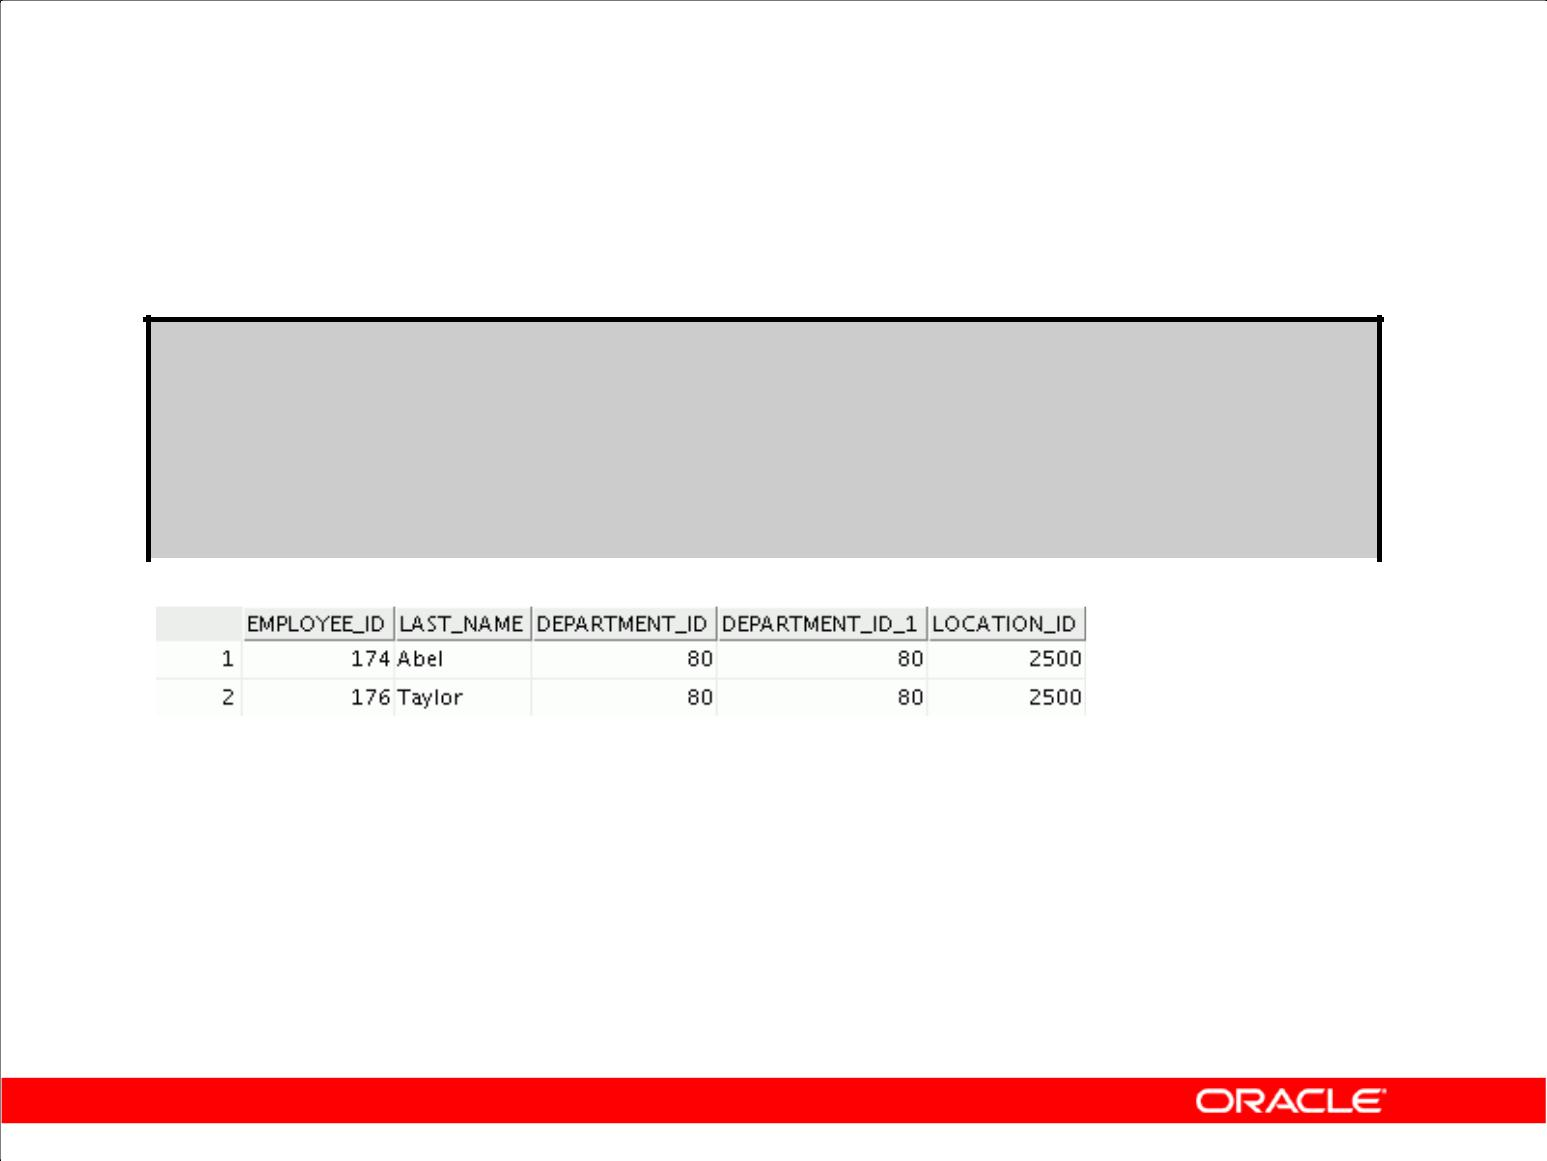 EMPLOYEE_ID LAST_NAME DEPARTMENT_ID DEPARTMENT_ID_1 LOCATION_ID
1 174 Abel 80 80 2500
2 176 Taylor 80 80 2500
ORACLE